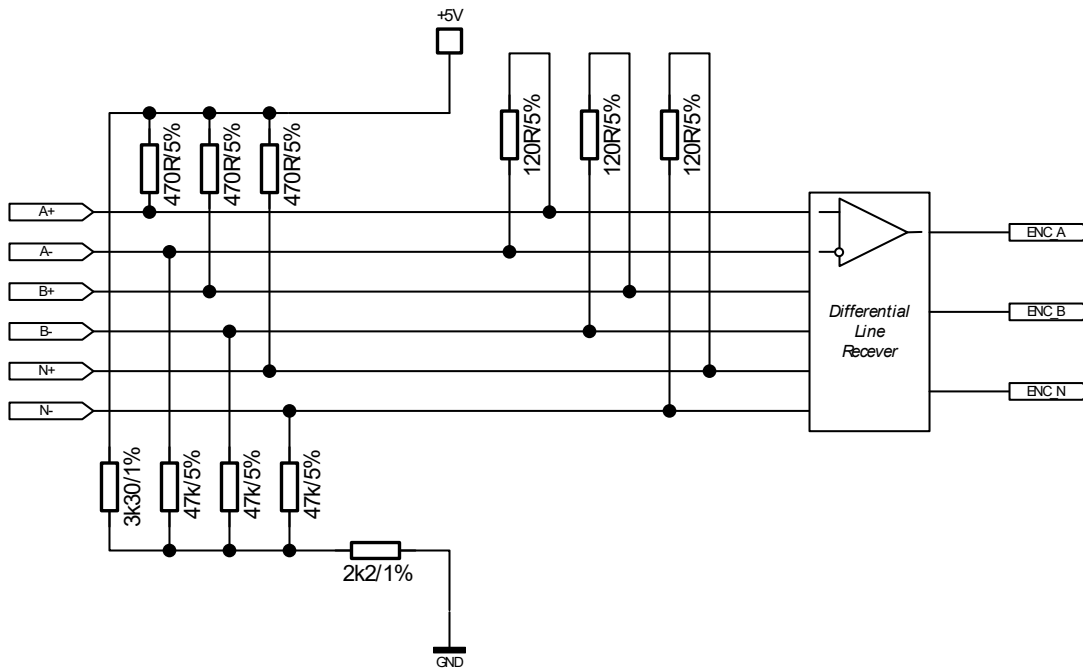 +5V
470R/5%
470R/5%
470R/5%
120R/5%
120R/5%
120R/5%
A+
A-
B+
B-
N+
N-
Differential
Line
Recever
ENC_A
ENC_B
ENC_N
3k30/1%
47k/5%
47k/5%
47k/5%
2k2/1%
GND